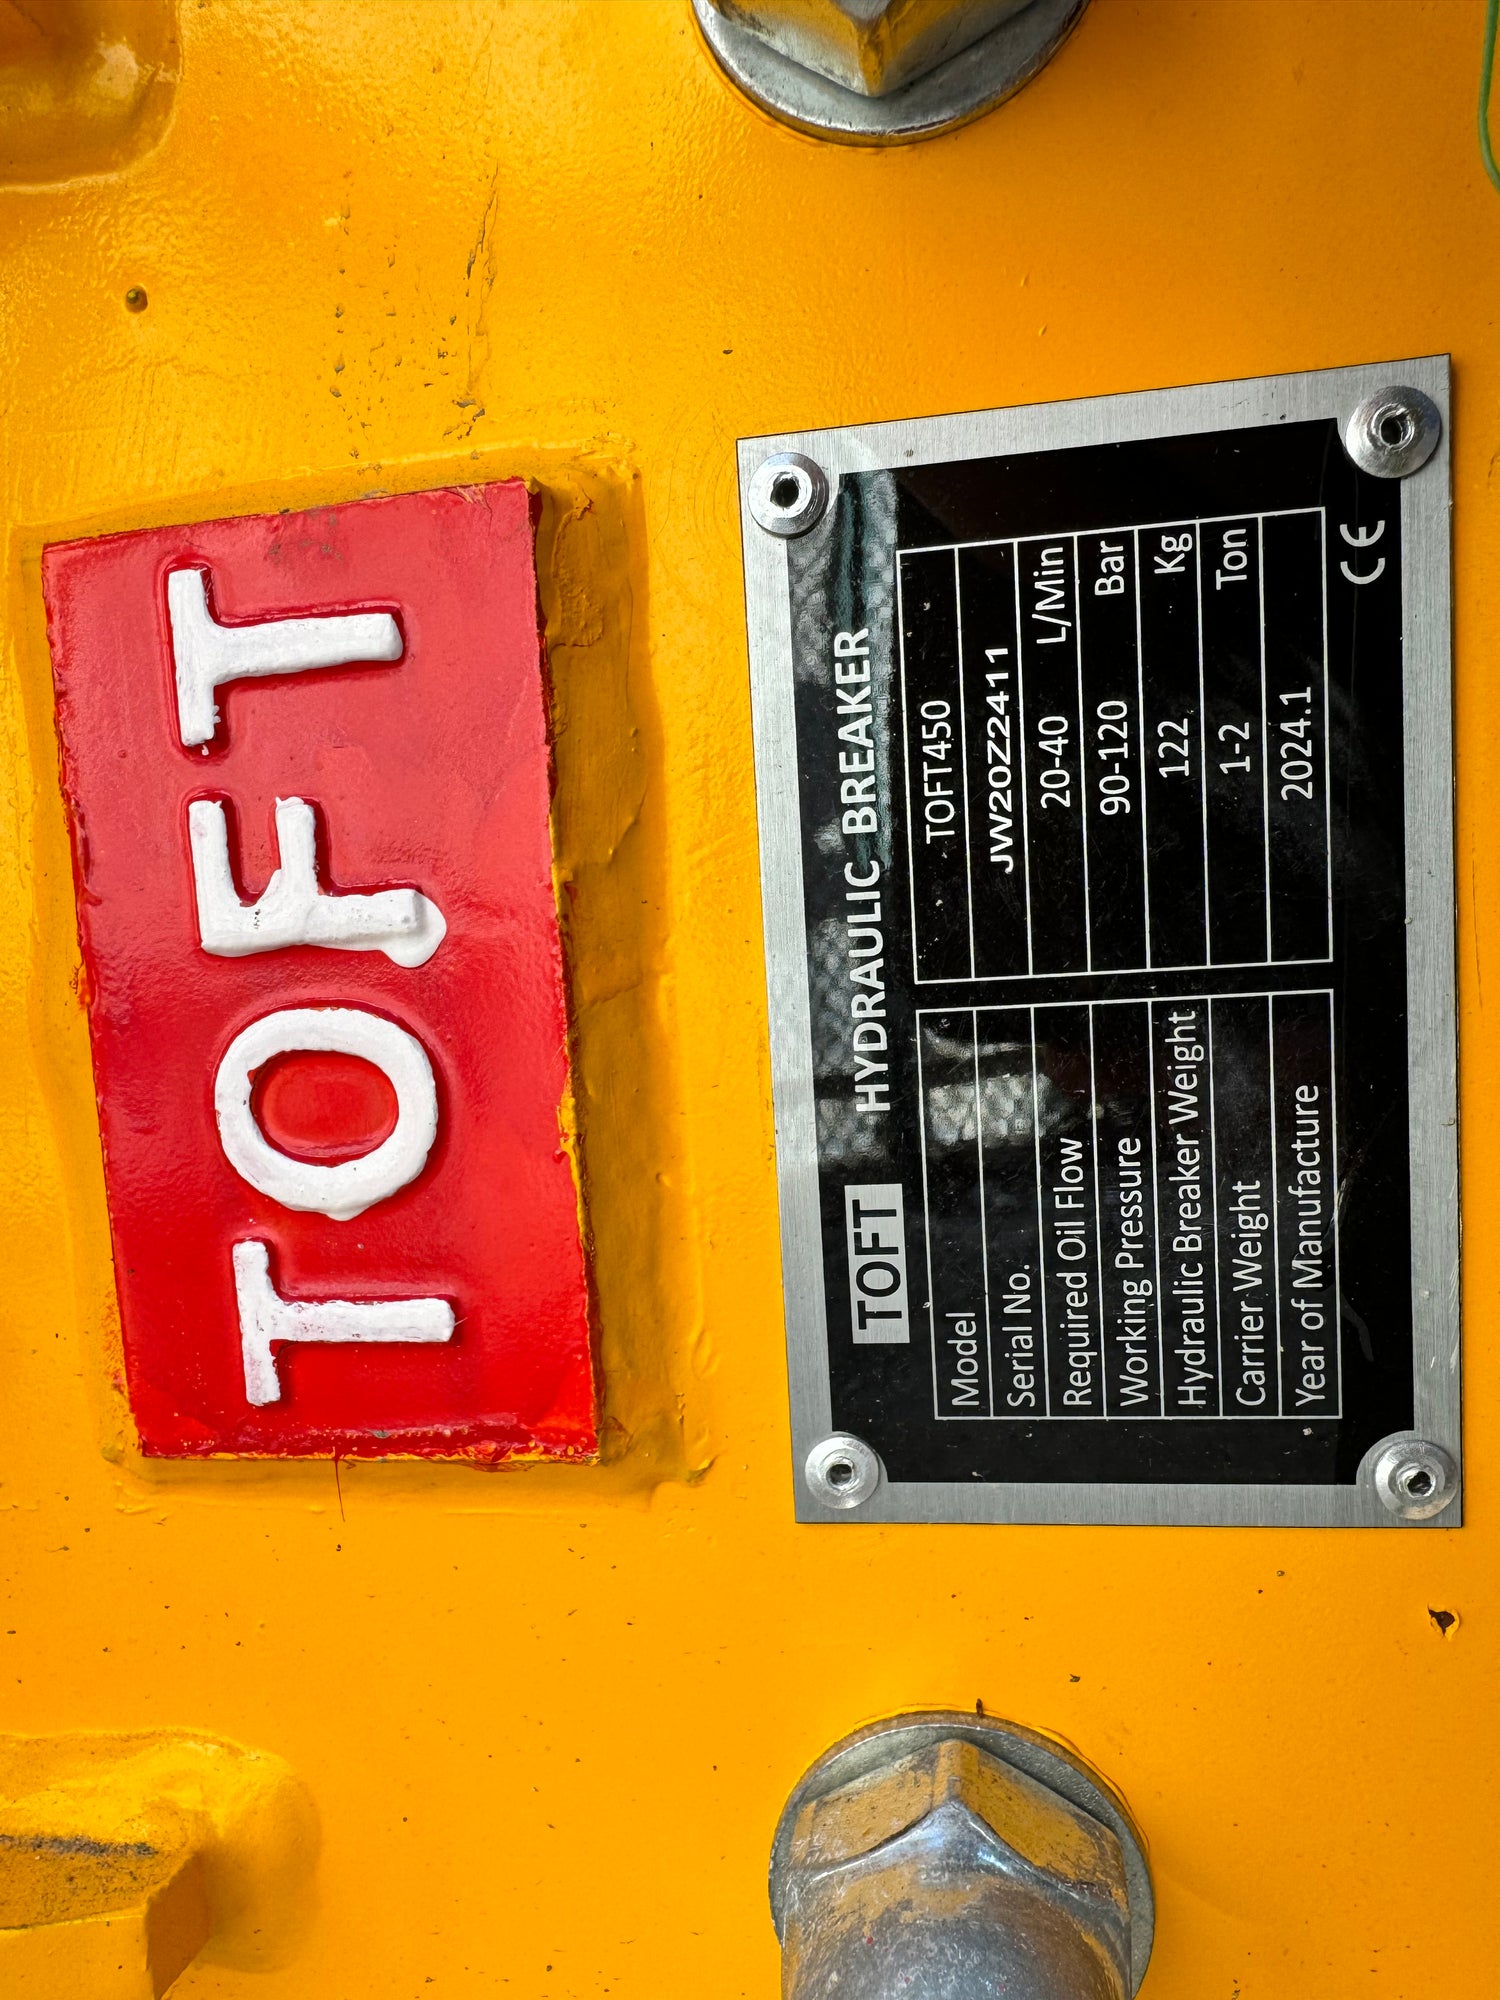 TOFT
TOFT HYDRAULIC BREAKER
Model TOFT450
Serial No. JW20Z2411
Required Oil Flow 20-40 L/Min
Working Pressure 90-120 Bar
Hydraulic Breaker Weight 122 Kg
Carrier Weight 1-2 Ton
Year of Manufacture 2024.1
CE